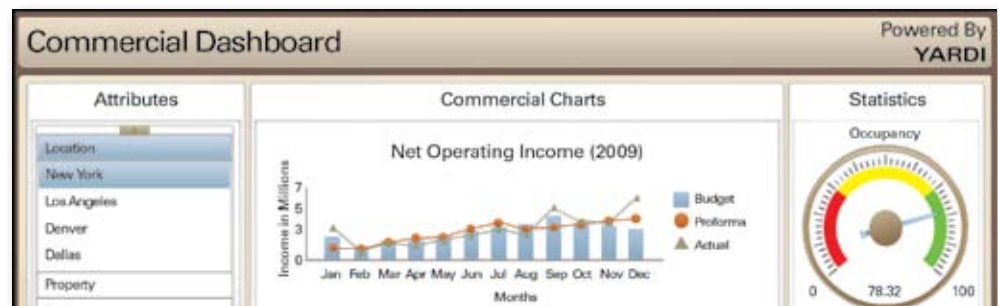 Commercial Dashboard
Powered By
YARDI
Attributes
Location
New York
Los Angeles
Denver
Dallas
Property
Commercial Charts
Net Operating Income (2009)
Income in Millions
7
5
3
0
Jan Feb Mar Apr May Jun Jul Aug Sep Oct Nov Dec
Months
Budget
Proforma
Actual
Statistics
Occupancy
0 78.32 100